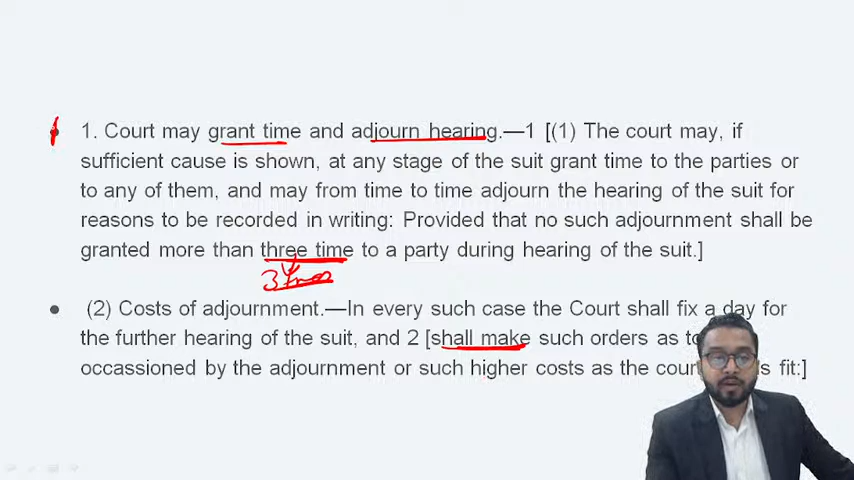 1. Court may grant time and adjourn hearing.—1 [(1) The court may, if
sufficient cause is shown, at any stage of the suit grant time to the parties or
to any of them, and may from time to time adjourn the hearing of the suit for
reasons to be recorded in writing: Provided that no such adjournment shall be
granted more than three time to a party during hearing of the suit.]
3 times
(2) Costs of adjournment.—In every such case the Court shall fix a day for
the further hearing of the suit, and 2 [shall make such orders as to
occassioned by the adjournment or such higher costs as the court fit:]